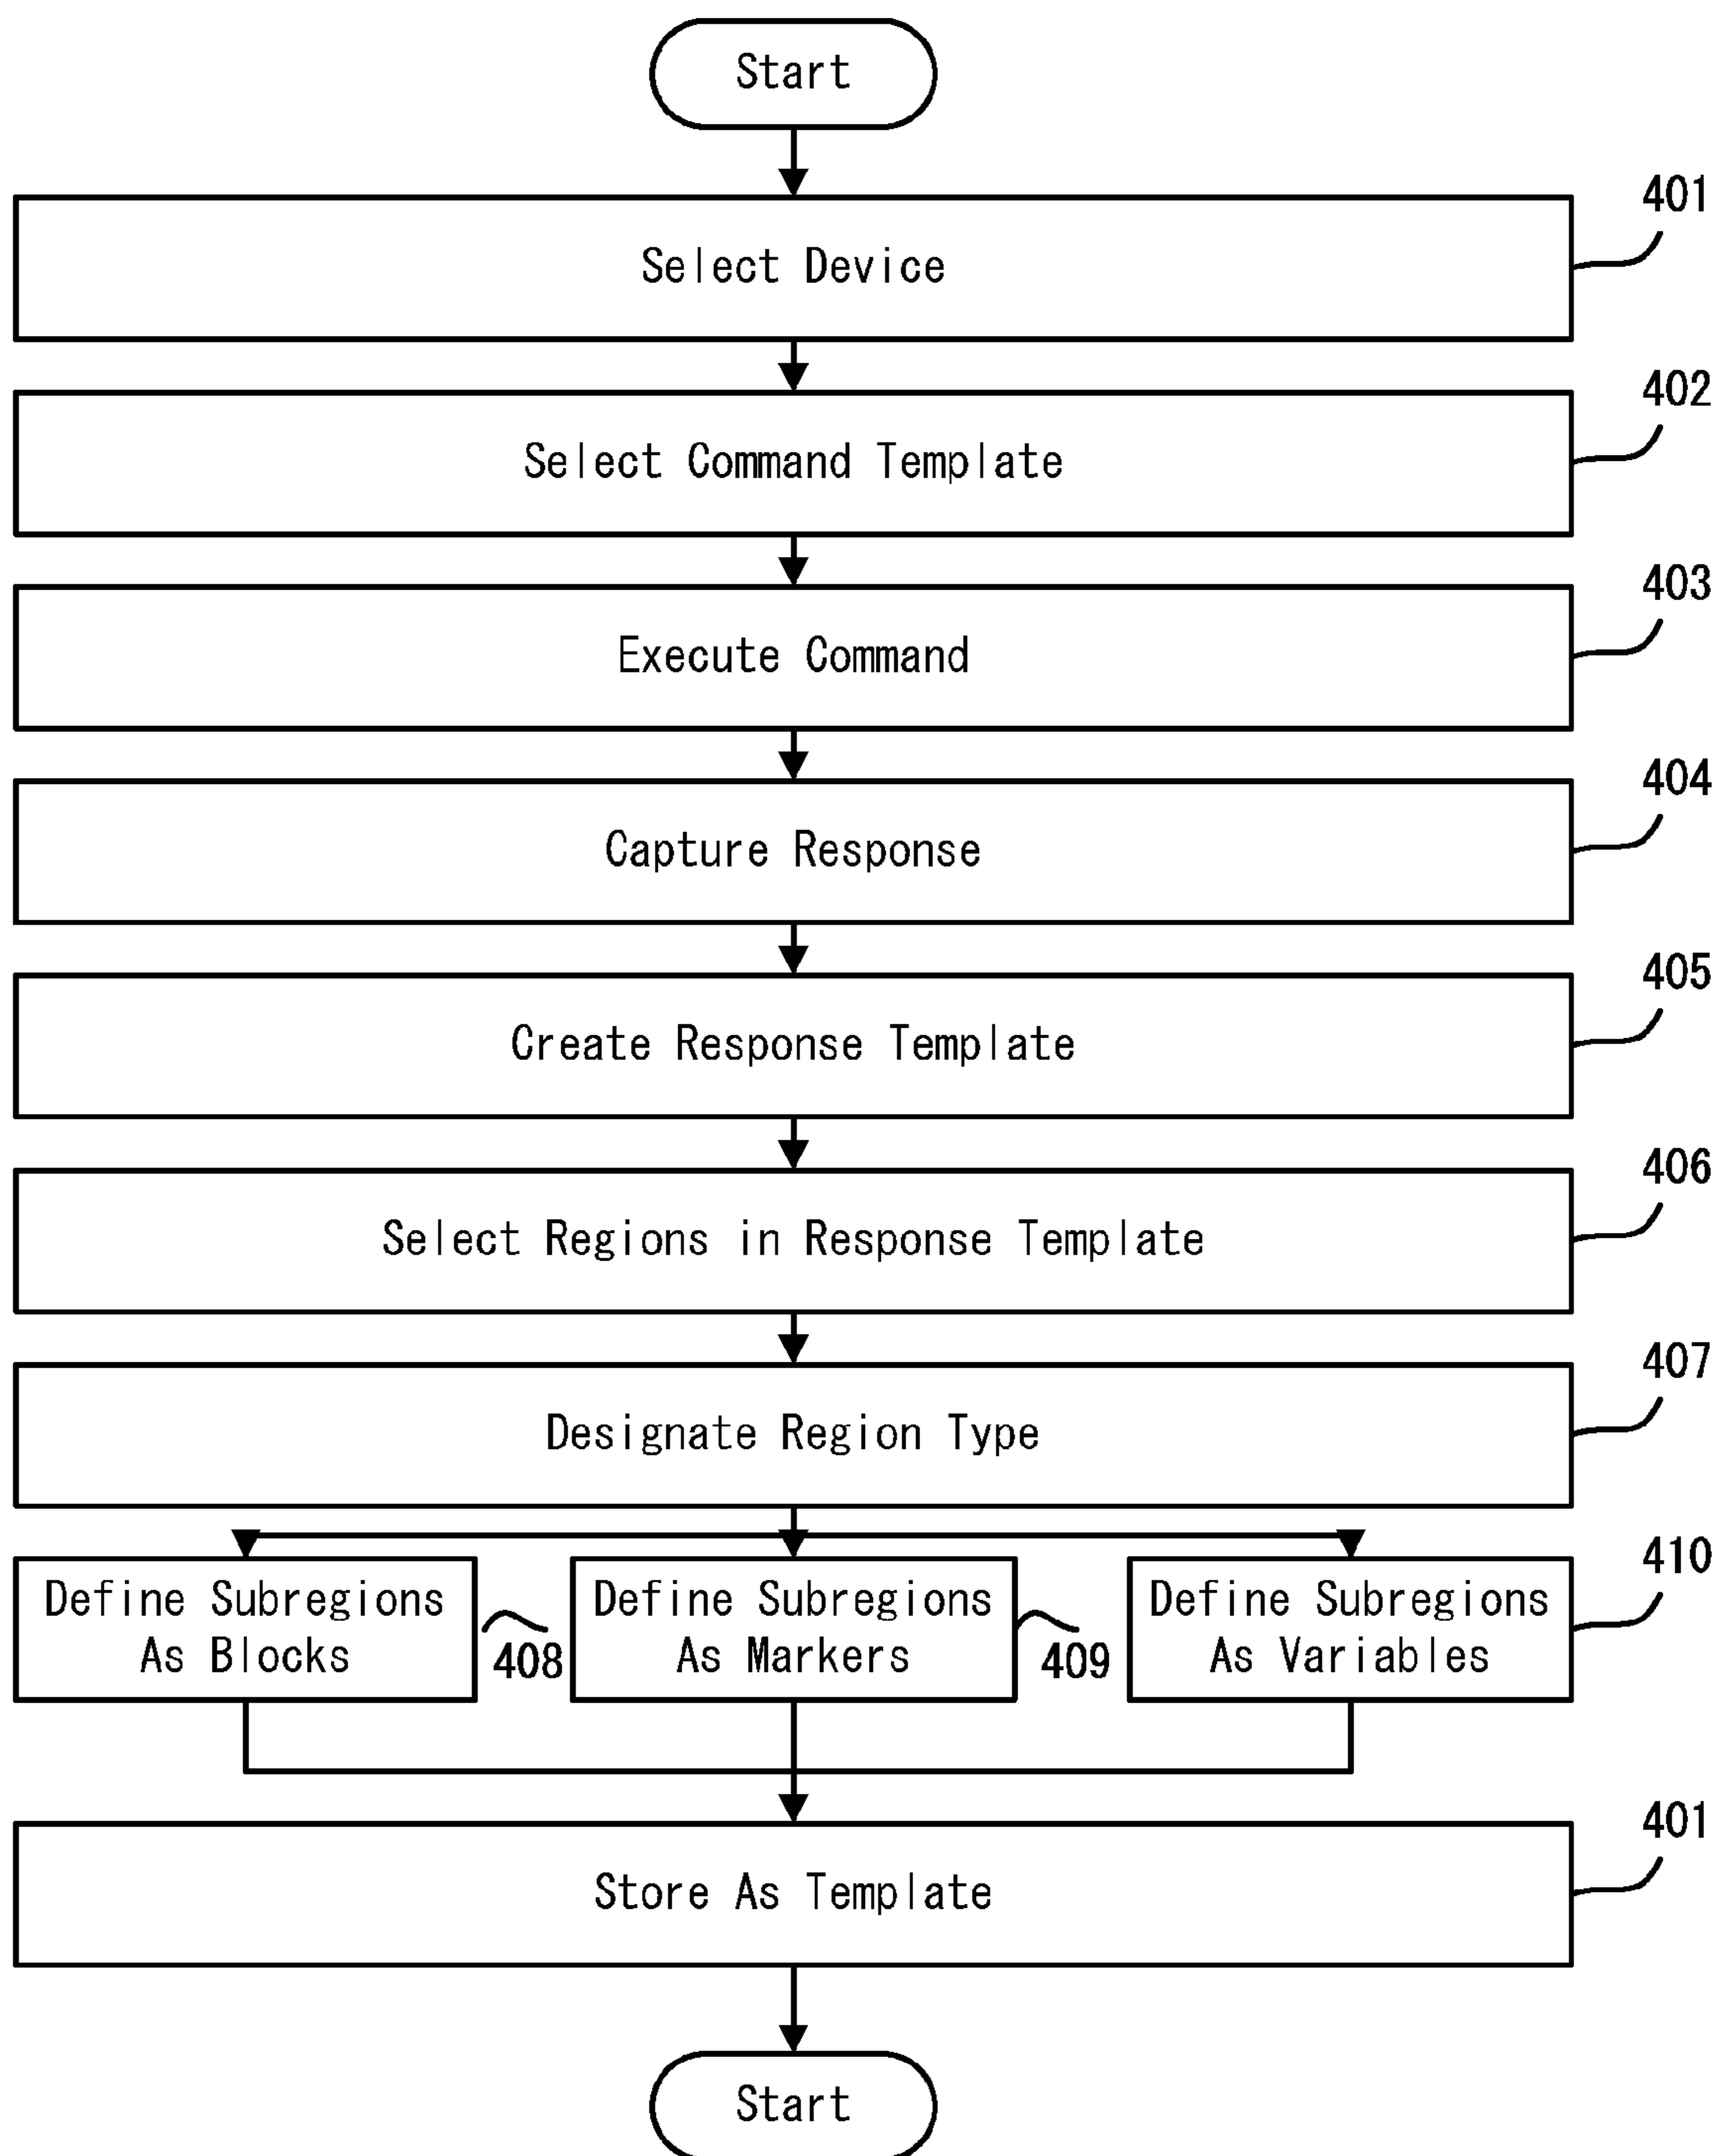 Start
401
Select Device
402
Select Command Template
403
Execute Command
404
Capture Response
405
Create Response Template
406
Select Regions in Response Template
407
Designate Region Type
410
Define Subregions
As Blocks
408
Define Subregions
As Markers
409
Define Subregions
As Variables
401
Store As Template
Start